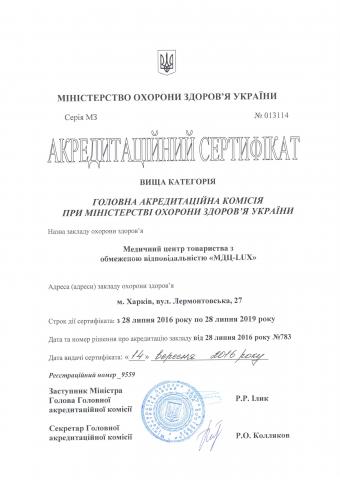 МІНІСТЕРСТВО ОХОРОНИ ЗДОРОВ'Я УКРАЇНИ
Серія МЗ № 013114
АКРЕДИТАЦІЙНИЙ СЕРТИФІКАТ
ВИЩА КАТЕГОРІЯ
ГОЛОВНА АКРЕДИТАЦІЙНА КОМІСІЯ
ПРИ МІНІСТЕРСТВІ ОХОРОНИ ЗДОРОВ'Я УКРАЇНИ
Назва закладу охорони здоров'я
Медичний центр товариства з
обмеженою відповідальністю «МДЦ-LUX»
Адреса (адреси) закладу охорони здоров'я
м. Харків, вул. Лермонтовська, 27
Строк дії сертифіката: з 28 липня 2016 року по 28 липня 2019 року
Дата та номер рішення про акредитацію закладу від 28 липня 2016 року №783
Дата видачі сертифіката: «14» вересня 2016 року
Реєстраційний номер _9559
Заступник Міністра
Голова Головної Р.Р. Ілик
акредитаційної комісії
Секретар Головної
акредитаційної комісії Р.О. Колляков